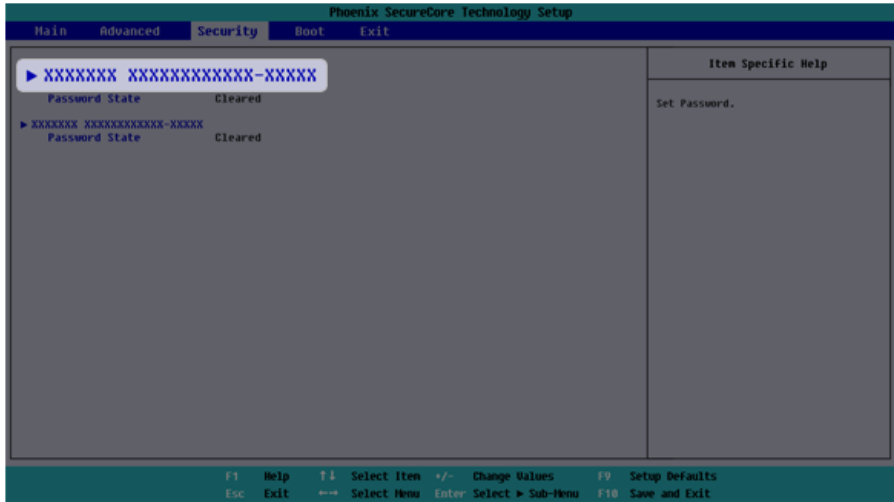 Phoenix SecureCore Technology Setup
Main Advanced Security Boot Exit
► XXXXXXX XXXXXXXXXXXX-XXXXX
Password State Cleared
► XXXXXXX XXXXXXXXXXXX-XXXXX
Password State Cleared
Item Specific Help
Set Password.
F1 Help ↑↓ Select Item +/- Change Values F9 Setup Defaults
Esc Exit ←→ Select Menu Enter Select ► Sub-Menu F10 Save and Exit